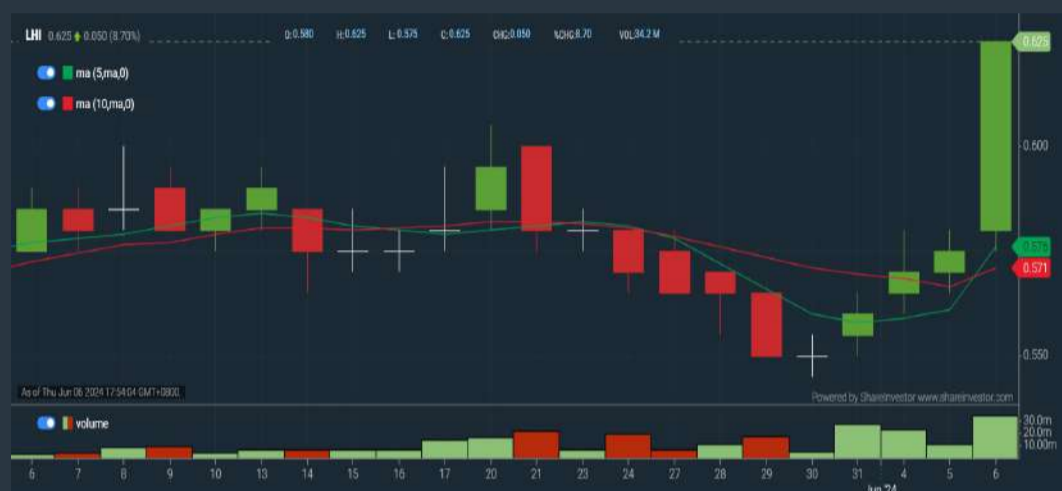 LHI 0.625 0.050 (8.70%) O:0.580 H:0.625 L:0.575 C:0.625 CHG:0.050 %CHG:8.70 VOL:34.2 M
0.625
ma (5,ma,0)
ma (10,ma,0)
0.600
0.571
0.550
As of Thu Jun 06 2024 17:54:04 GMT+0800.
Powered by ShareInvestor www.shareinvestor.com
volume
30.0m
20.0m
10.00m
6 7 8 9 10 13 14 15 16 17 20 21 23 24 27 28 29 30 31 4 5 6
Jun '24